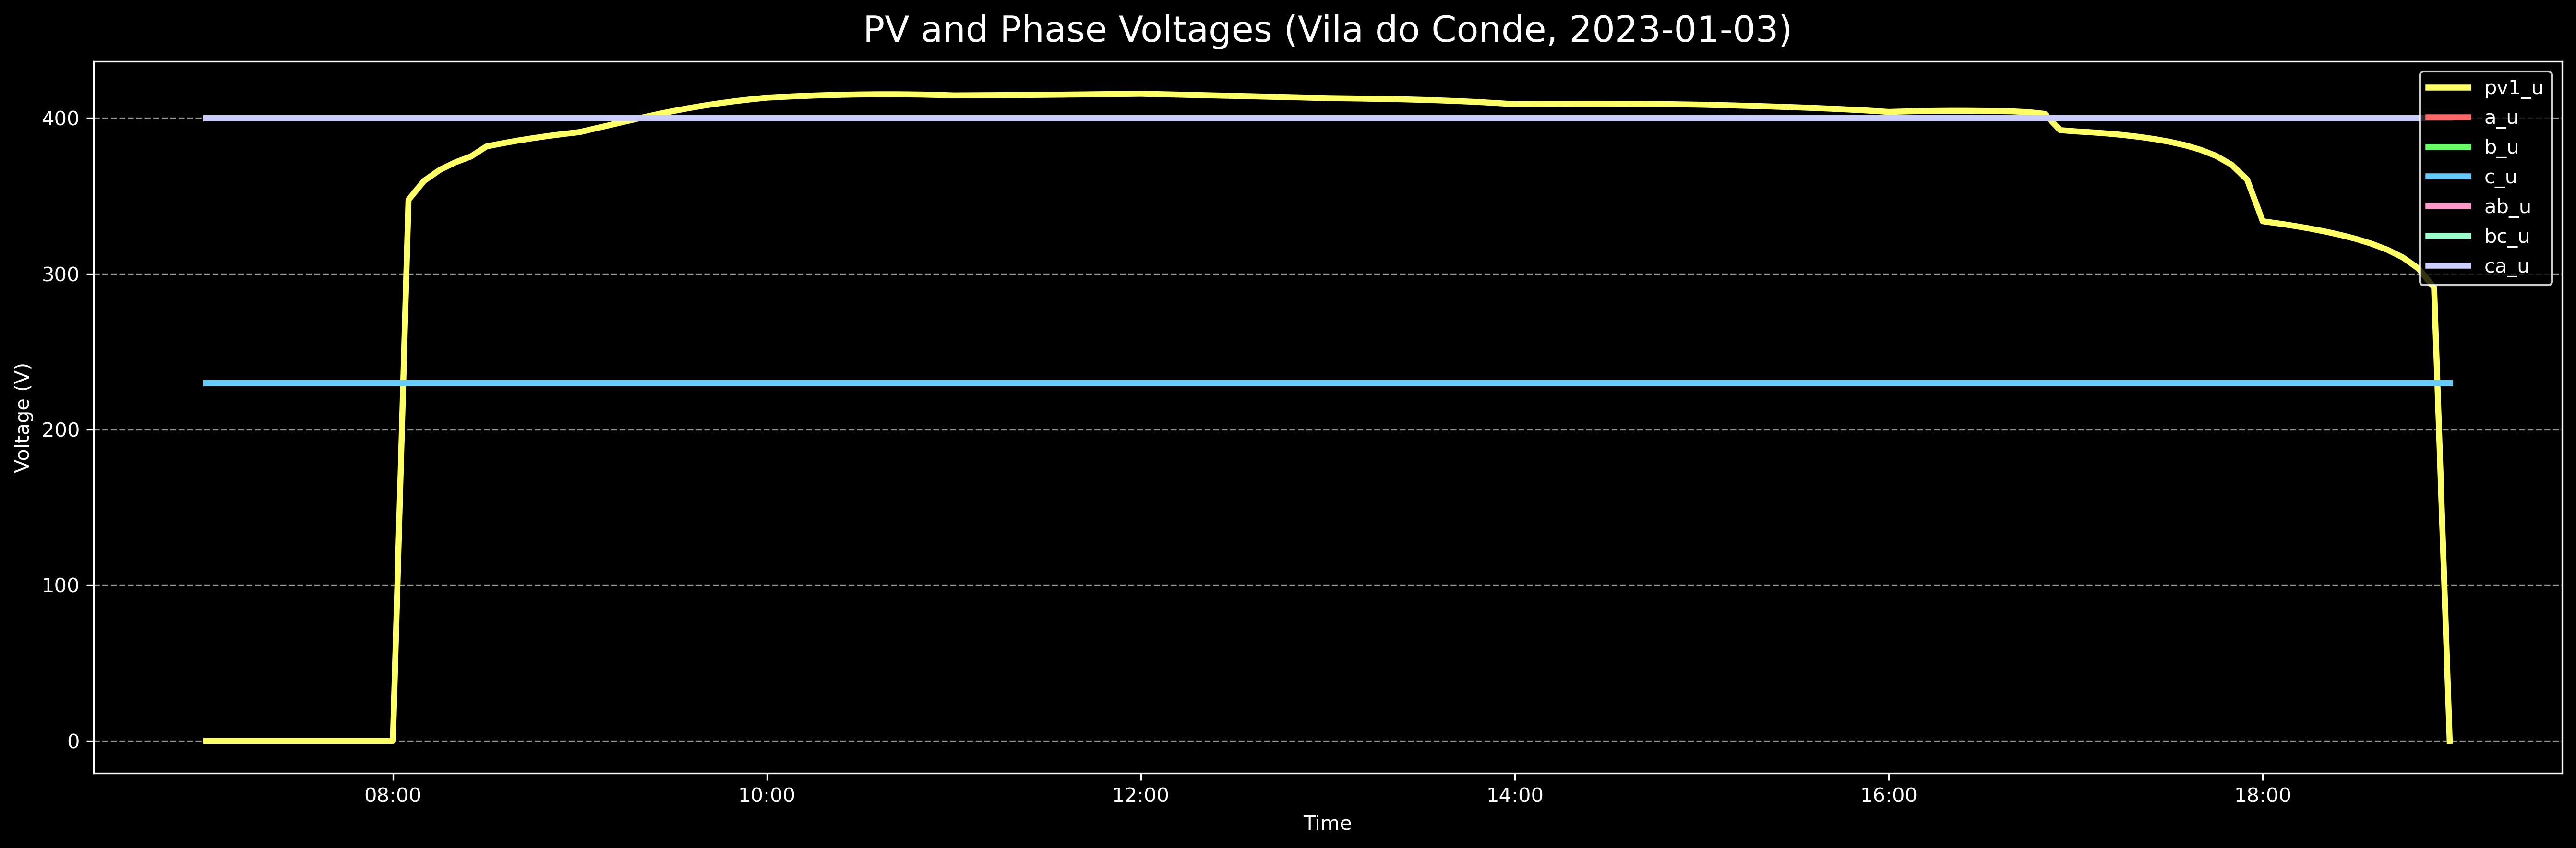 PV and Phase Voltages (Vila do Conde, 2023-01-03)
Voltage (V)
400
300
200
100
0
pv1_u
a_u
b_u
c_u
ab_u
bc_u
ca_u
08:00 10:00 12:00 14:00 16:00 18:00
Time